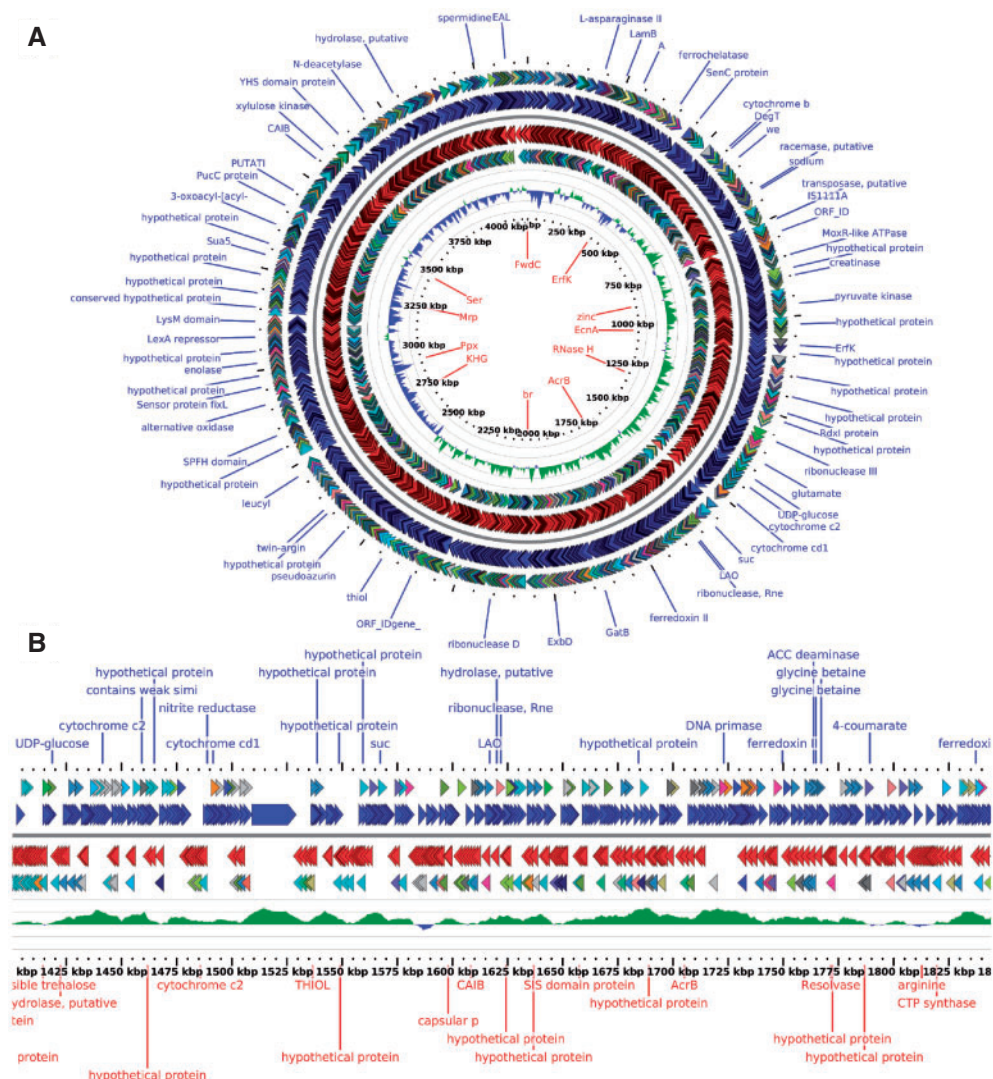 A
spermidine
EAL
L-asparaginase II
LamB
A
ferrochelatase
SenC protein
cytochrome b
DegT
we
racemase, putative
sodium
transposase, putative
IS1111A
ORF_ID
MoxR-like ATPase
hypothetical protein
creatinase
pyruvate kinase
hypothetical protein
ErfK
hypothetical protein
hypothetical protein
hypothetical protein
RdxI protein
hypothetical protein
ribonuclease III
glutamate
UDP-glucose
cytochrome c2
cytochrome cd1
suc
LAO
ribonuclease, Rne
ferredoxin II
GatB
ExbD
ribonuclease D
ORF_IDgene_
thiol
pseudoazurin
hypothetical protein
twin-argin
leucyl
hypothetical protein
SPFH domain
alternative oxidase
Sensor protein fixL
hypothetical protein
enolase
hypothetical protein
LexA repressor
LysM domain
conserved hypothetical protein
hypothetical protein
hypothetical protein
Sua5
hypothetical protein
3-oxoacyl-[acyl-
PucC protein
PUTATI
CAIB
xylulose kinase
YHS domain protein
N-deacetylase
hydrolase, putative
4000 kbp
bp
250 kbp
500 kbp
750 kbp
1000 kbp
1250 kbp
1500 kbp
1750 kbp
2000 kbp
2250 kbp
2500 kbp
2750 kbp
3000 kbp
3250 kbp
3500 kbp
3750 kbp
FwdC
ErfK
zinc
EcnA
RNase H
AcrB
br
KHG
Ppx
Mrp
Ser
B
hypothetical protein
ACC deaminase
hypothetical protein
hypothetical protein
hydrolase, putative
glycine betaine
contains weak simi
glycine betaine
nitrite reductase
ribonuclease, Rne
cytochrome c2
hypothetical protein
DNA primase
4-coumarate
UDP-glucose
cytochrome cd1
suc
LAO
hypothetical protein
ferredoxin II
ferredoxi
kbp 1425 kbp 1450 kbp 1475 kbp 1500 kbp 1525 kbp 1550 kbp 1575 kbp 1600 kbp 1625 kbp 1650 kbp 1675 kbp 1700 kbp 1725 kbp 1750 kbp 1775 kbp 1800 kbp 1825 kbp 18
sible trehalose
cytochrome c2
THIOL
CAIB
SIS domain protein
AcrB
Resolvase
arginine
ydrolase, putative
hypothetical protein
CTP synthase
tein
capsular p
hypothetical protein
hypothetical protein
protein
hypothetical protein
hypothetical protein
hypothetical protein
hypothetical protein